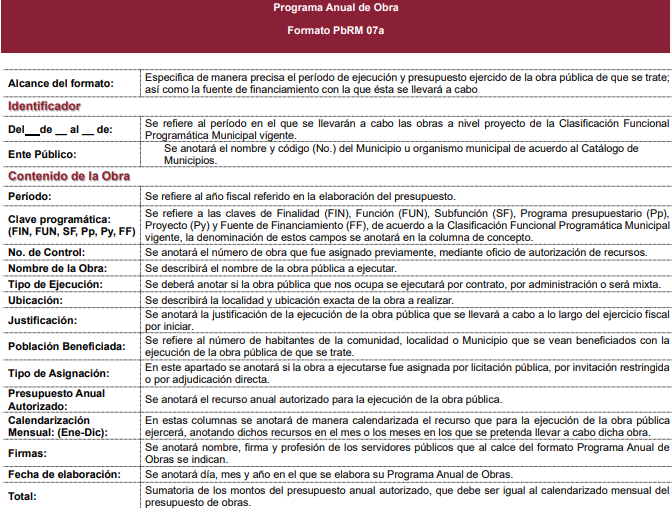 Programa Anual de Obra
Formato PbRM 07a
Alcance del formato:
Especifica de manera precisa el período de ejecución y presupuesto ejercido de la obra pública de que se trate;
así como la fuente de financiamiento con la que ésta se llevará a cabo
Identificador
Del__de __ al __ de:
Se refiere al período en el que se llevarán a cabo las obras a nivel proyecto de la Clasificación Funcional
Programática Municipal vigente.
Ente Público:
Se anotará el nombre y código (No.) del Municipio u organismo municipal de acuerdo al Catálogo de
Municipios.
Contenido de la Obra
Período:
Se refiere al año fiscal referido en la elaboración del presupuesto.
Clave programática:
(FIN, FUN, SF, Pp, Py, FF)
Se refiere a las claves de Finalidad (FIN), Función (FUN), Subfunción (SF), Programa presupuestario (Pp),
Proyecto (Py) y Fuente de Financiamiento (FF), de acuerdo a la Clasificación Funcional Programática Municipal
vigente, la denominación de estos campos se anotará en la columna de concepto.
No. de Control:
Se anotará el número de obra que fue asignado previamente, mediante oficio de autorización de recursos.
Nombre de la Obra:
Se describirá el nombre de la obra pública a ejecutar.
Tipo de Ejecución:
Se deberá anotar si la obra pública que nos ocupa se ejecutará por contrato, por administración o será mixta.
Ubicación:
Se describirá la localidad y ubicación exacta de la obra a realizar.
Justificación:
Se anotará la justificación de la ejecución de la obra pública que se llevará a cabo a lo largo del ejercicio fiscal
por iniciar.
Población Beneficiada:
Se refiere al número de habitantes de la comunidad, localidad o Municipio que se vean beneficiados con la
ejecución de la obra pública de que se trate.
Tipo de Asignación:
En este apartado se anotará si la obra a ejecutarse fue asignada por licitación pública, por invitación restringida
o por adjudicación directa.
Presupuesto Anual
Autorizado:
Se anotará el recurso anual autorizado para la ejecución de la obra pública.
Calendarización
Mensual: (Ene-Dic):
En estas columnas se anotará de manera calendarizada el recurso que para la ejecución de la obra pública
ejercerá, anotando dichos recursos en el mes o los meses en los que se pretenda llevar a cabo dicha obra.
Firmas:
Se anotará nombre, firma y profesión de los servidores públicos que al calce del formato Programa Anual de
Obras se indican.
Fecha de elaboración:
Se anotará día, mes y año en el que se elabora su Programa Anual de Obras.
Total:
Sumatoria de los montos del presupuesto anual autorizado, que debe ser igual al calendarizado mensual del
presupuesto de obras.